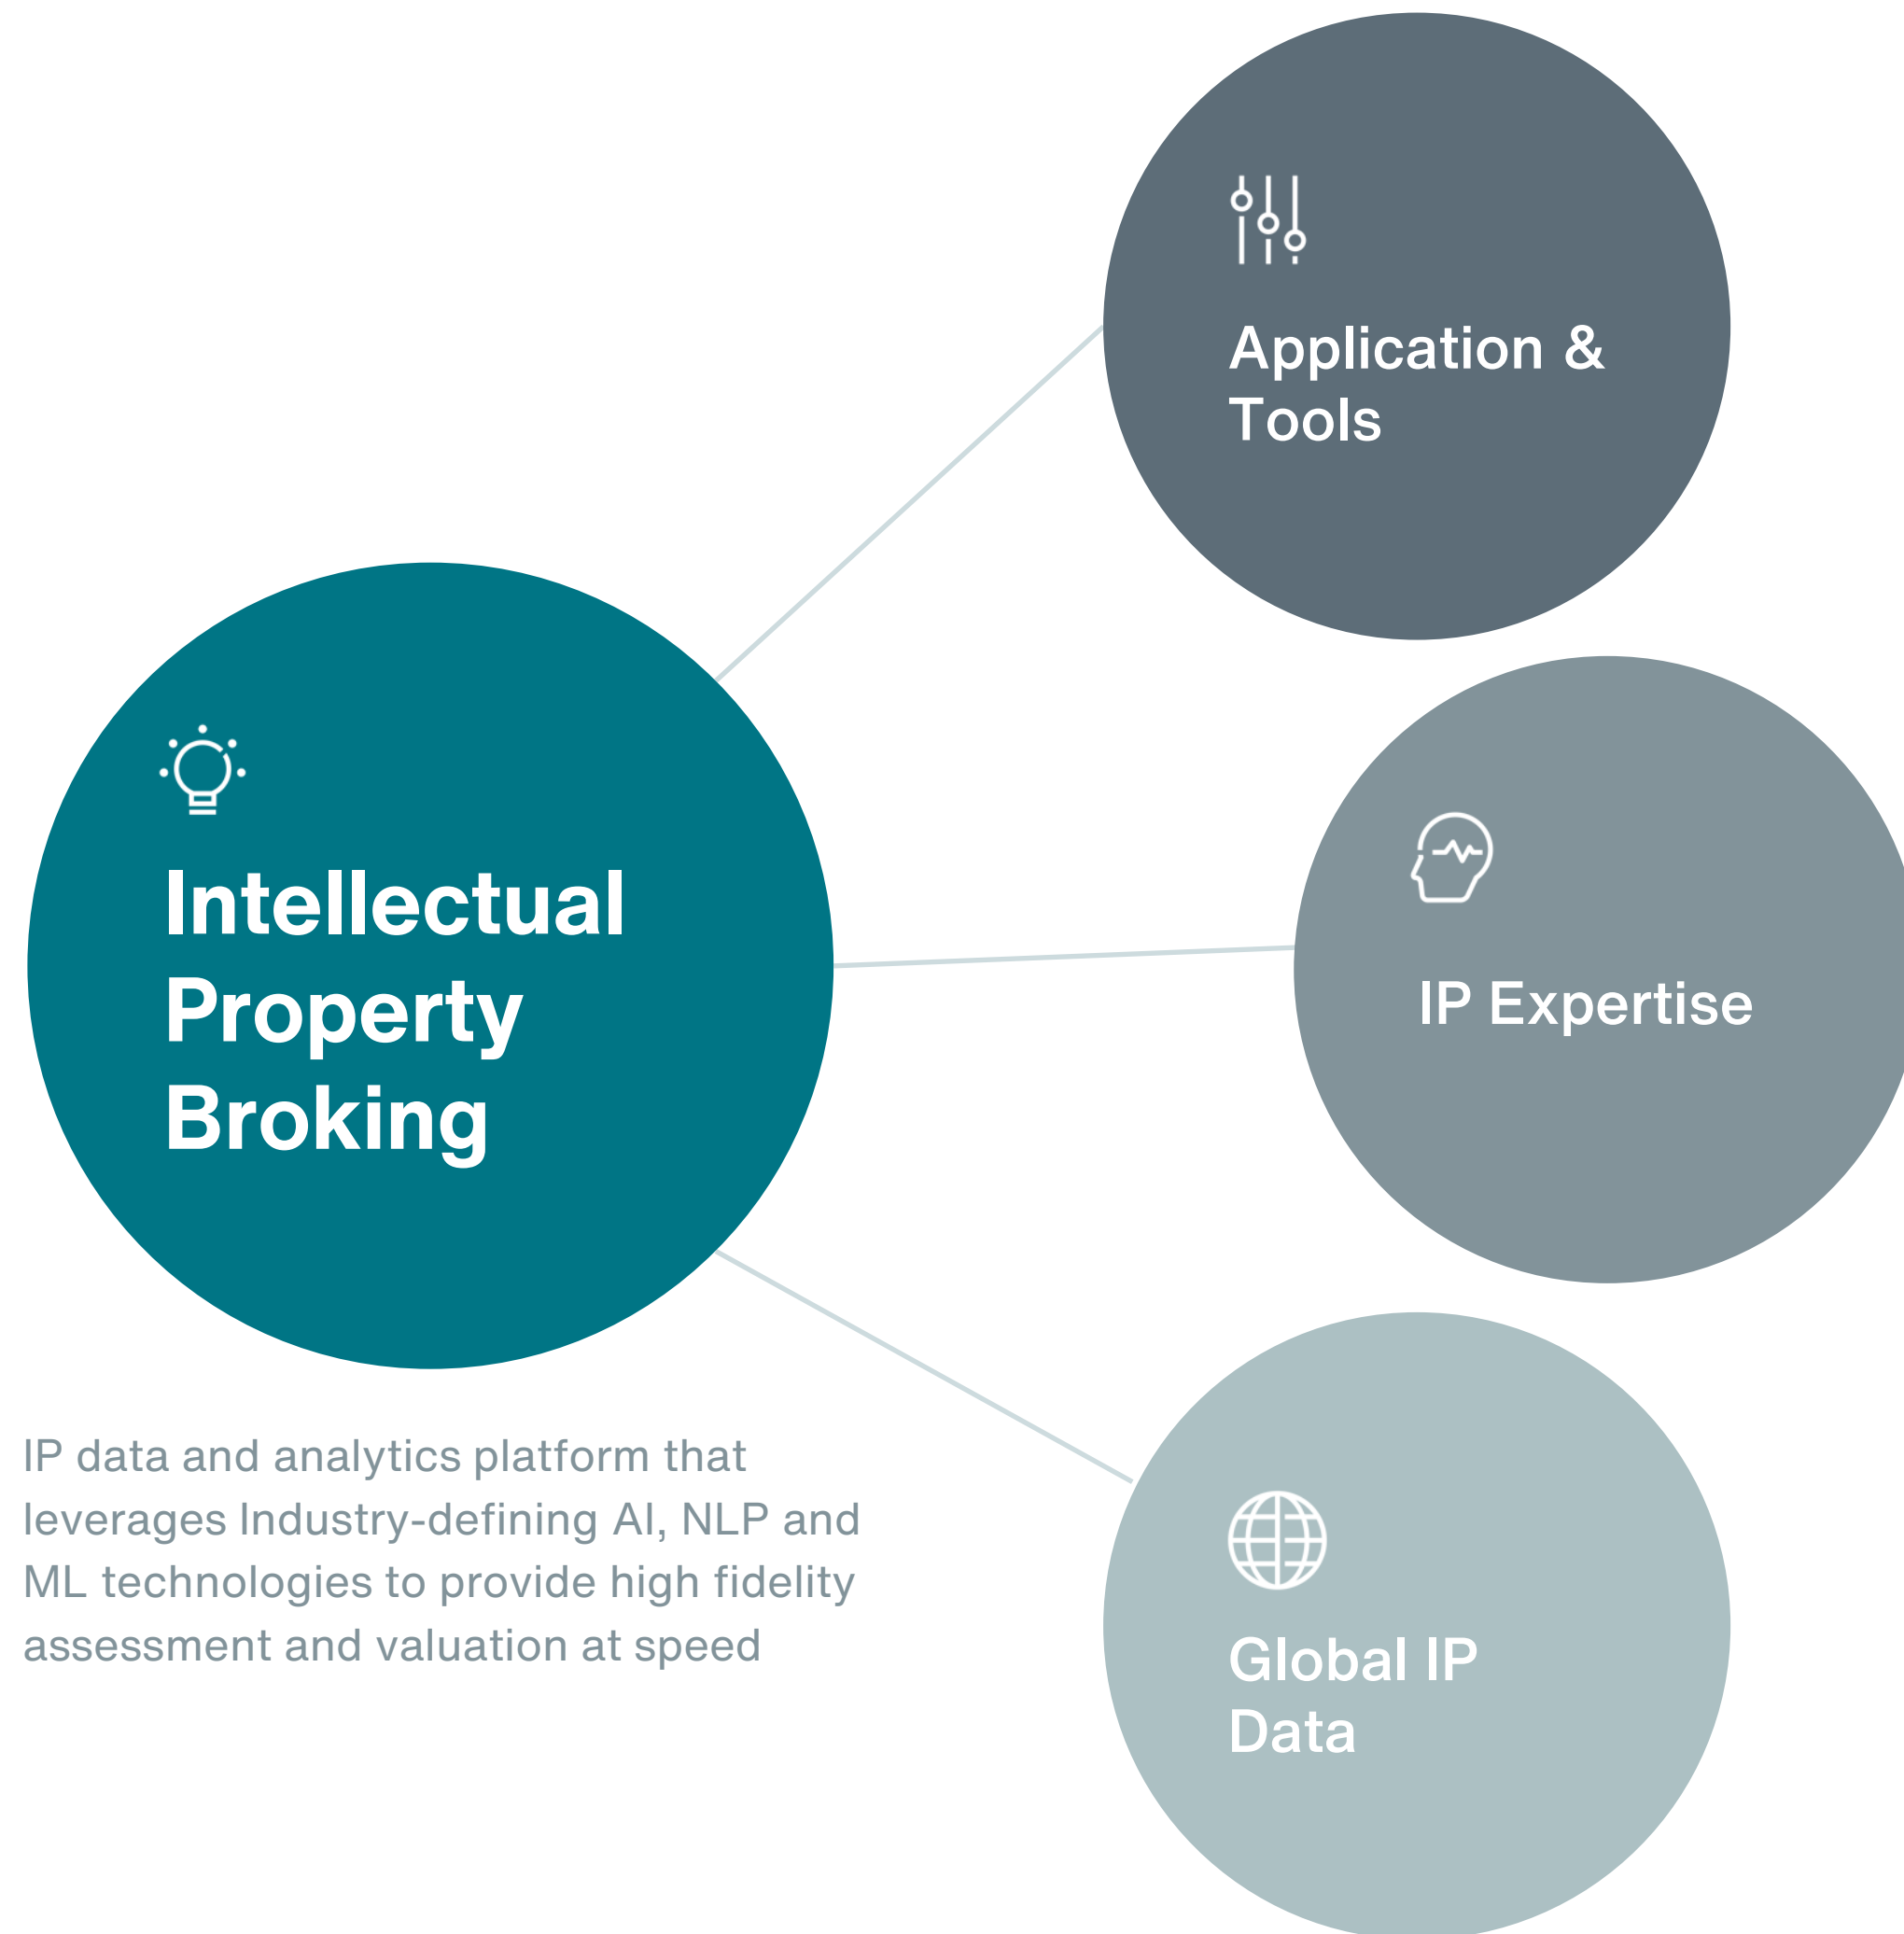 Application &
Tools
Intellectual
Property
Broking
IP Expertise
IP data and analytics platform that
leverages Industry-defining AI, NLP and
ML technologies to provide high fidelity
assessment and valuation at speed
Global IP
Data